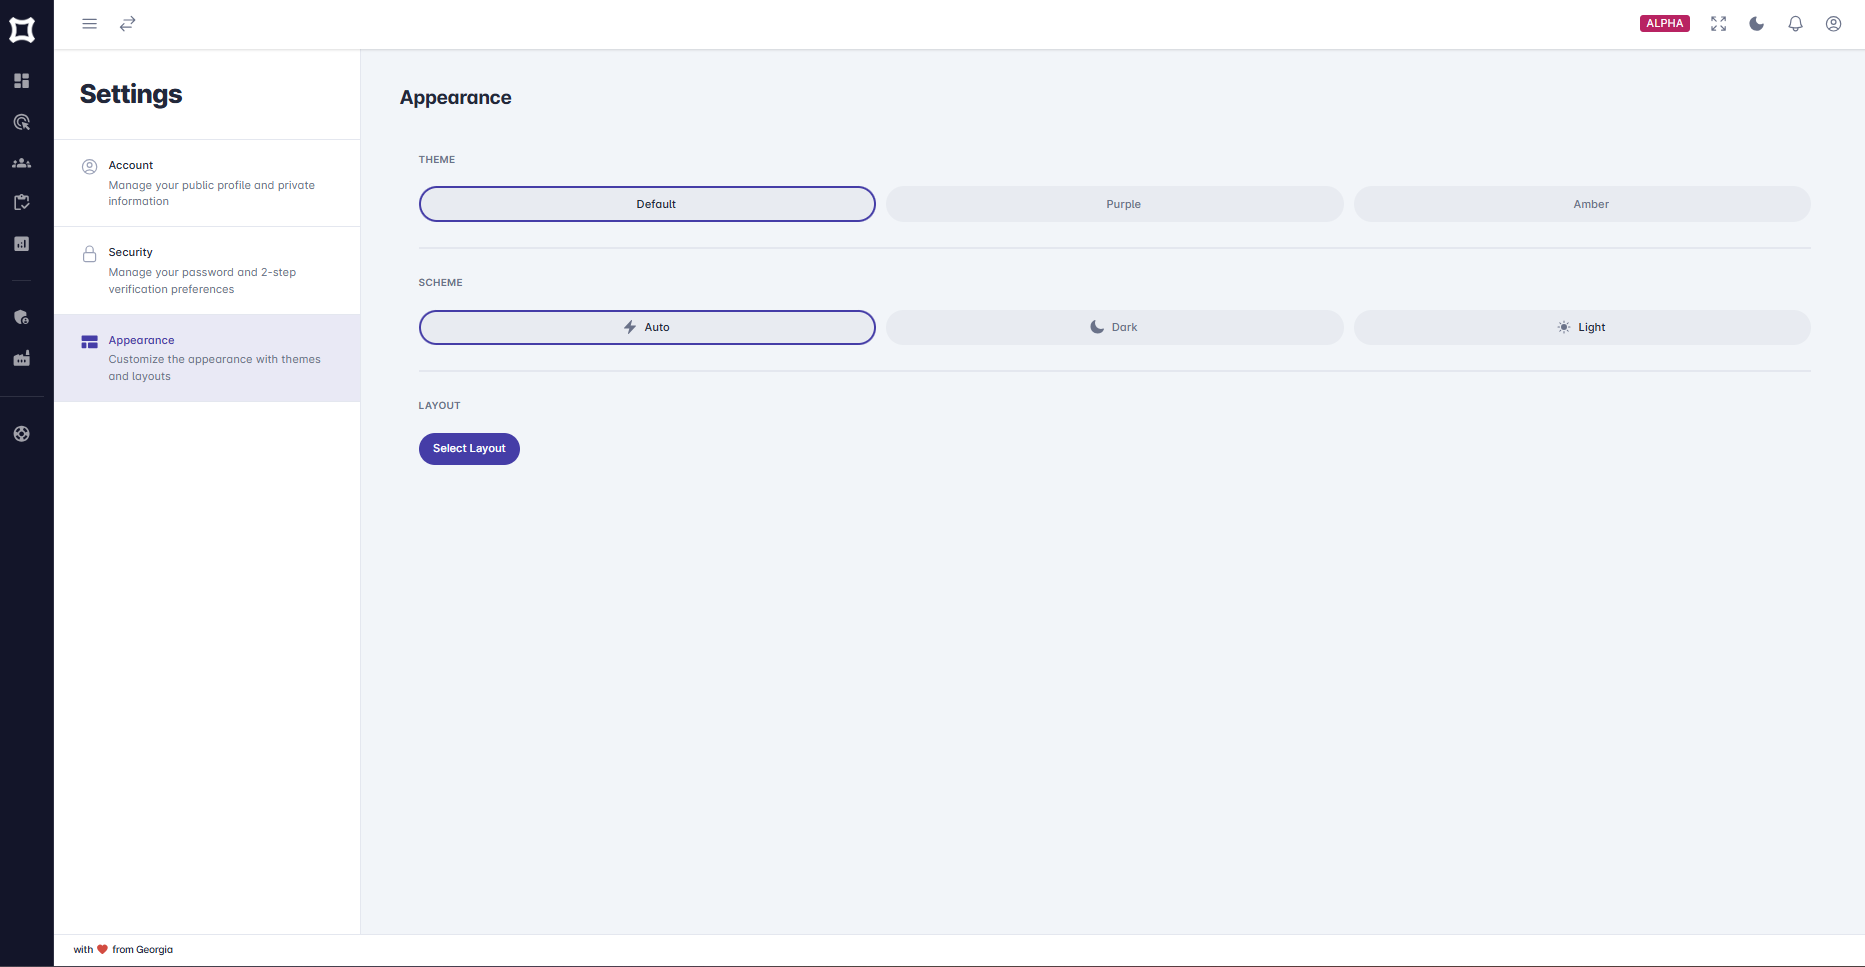 ALPHA
Settings
Account
Manage your public profile and private
information
Security
Manage your password and 2-step
verification preferences
Appearance
Customize the appearance with themes
and layouts
Appearance
THEME
Default
Purple
Amber
SCHEME
Auto
Dark
Light
LAYOUT
Select Layout
with ❤ from Georgia